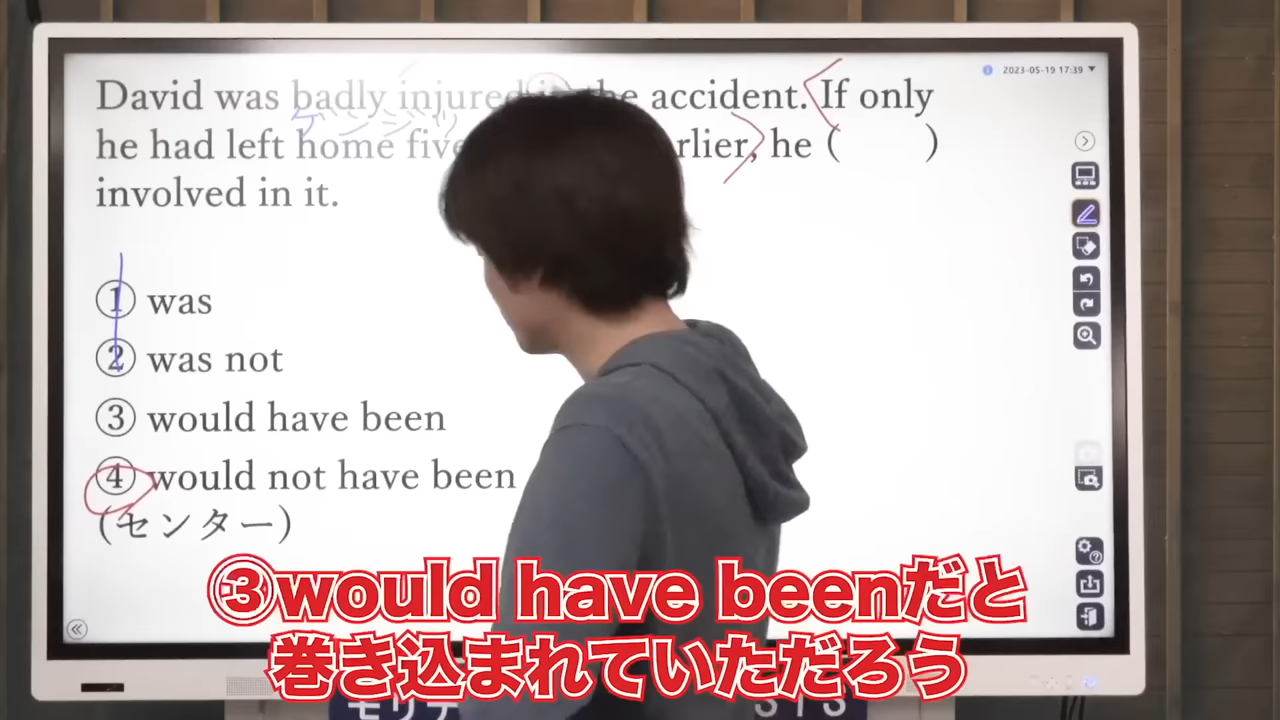 2023-05-19 17:39
David was badly injured in the accident. If only
he had left home five rlier, he ( )
involved in it.
① was
② was not
③ would have been
④ would not have been
(センター)
③would have beenだと
巻き込まれていただろう